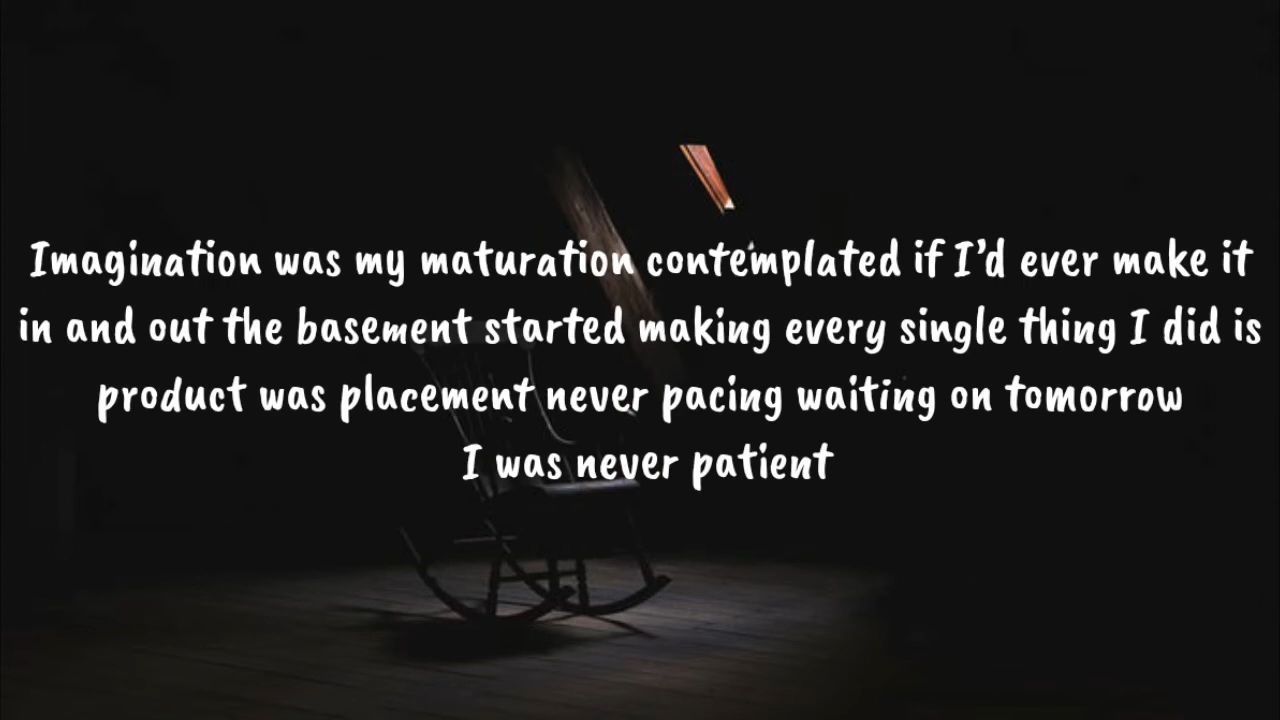 Imagination was my maturation contemplated if I’d ever make it
in and out the basement started making every single thing I did is
product was placement never pacing waiting on tomorrow
I was never patient